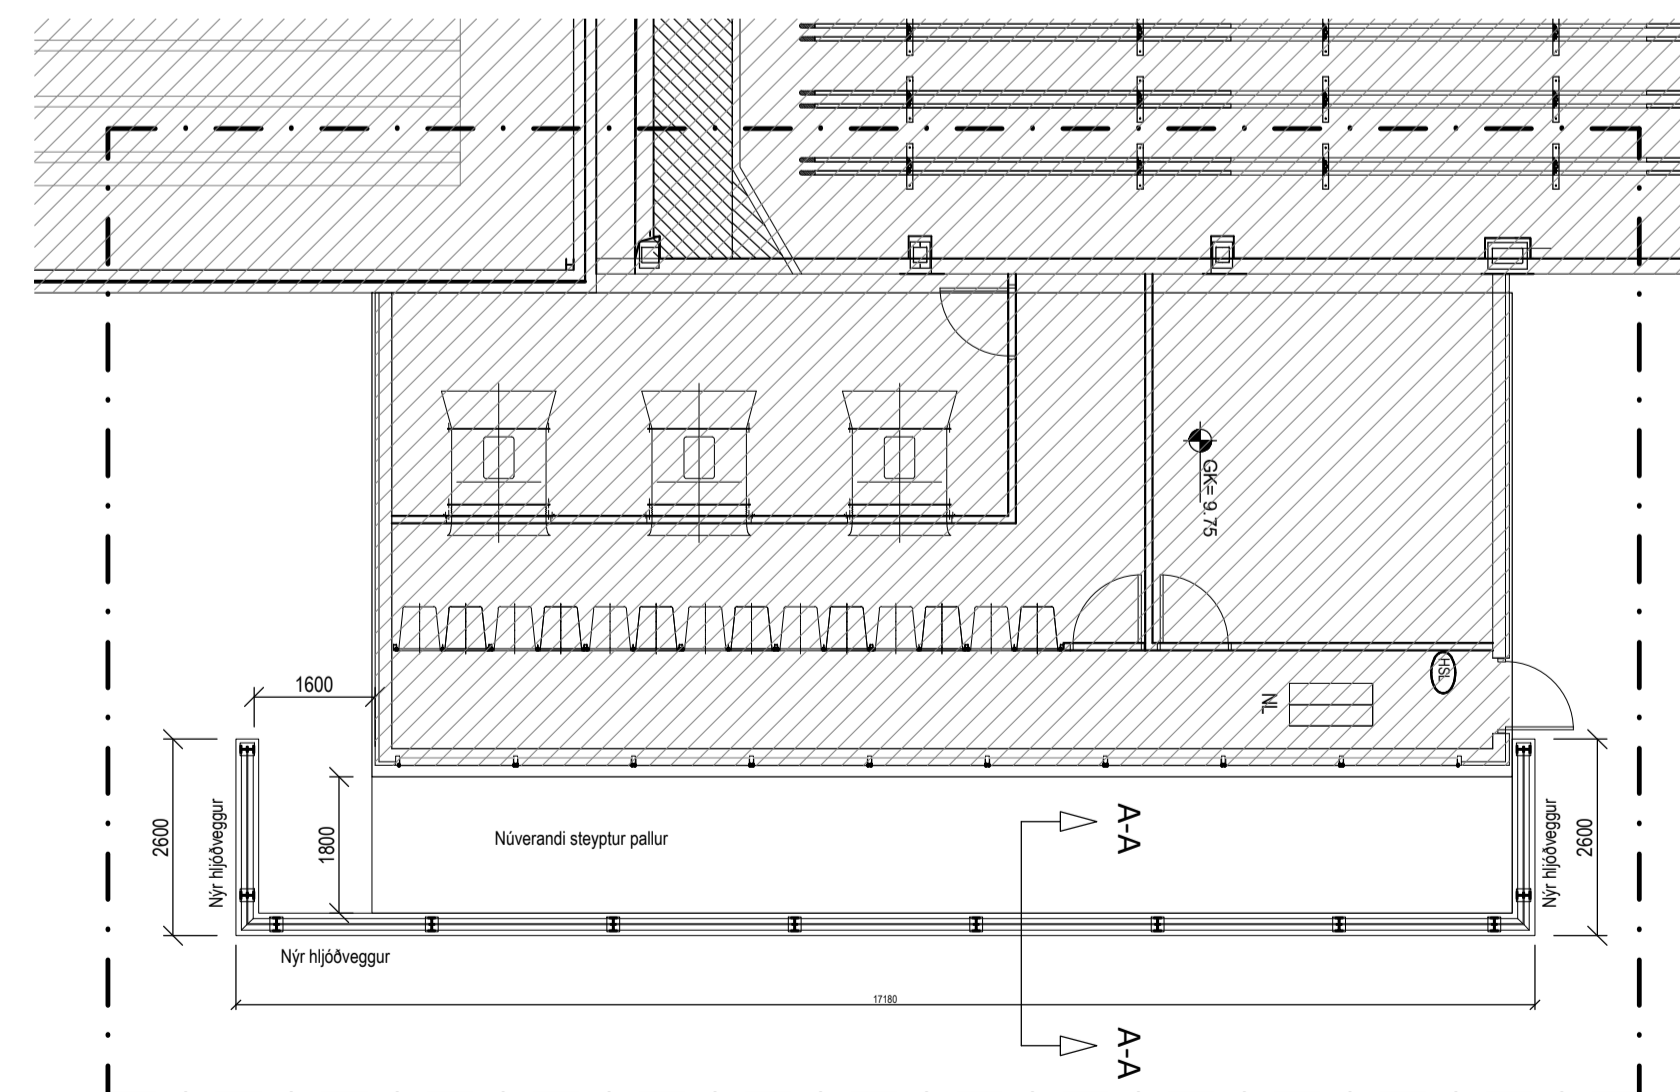 GK= 9.75
1600
HSL
NL
2600
Nýr hljóðveggur
1800
Núverandi steyptur pallur
A-A
Nýr hljóðveggur
2600
Nýr hljóðveggur
17180
A-A